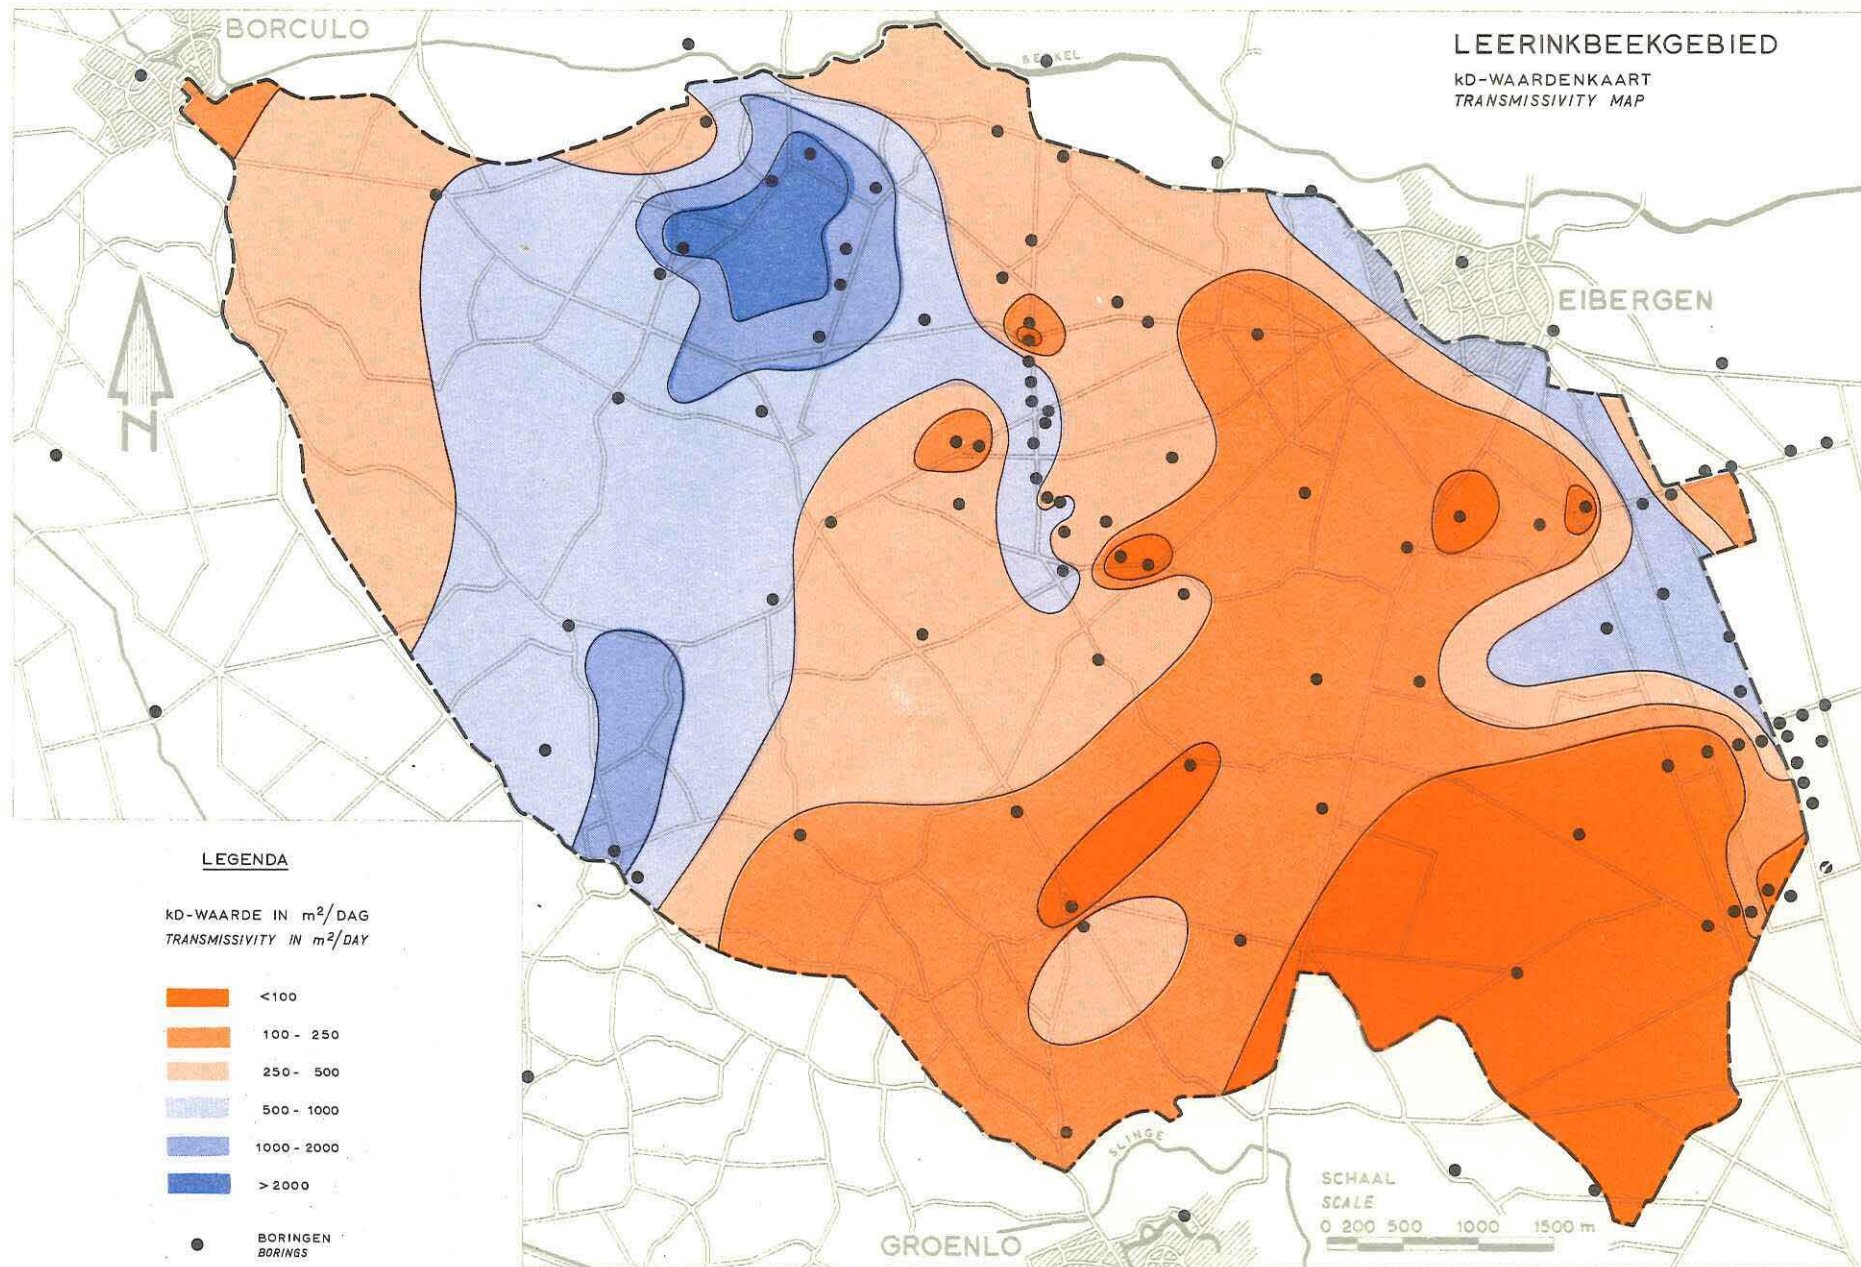 BORCULO
BERKEL
LEERINKBEEKGEBIED
kD-WAARDENKAART
TRANSMISSIVITY MAP
EIBERGEN
N
LEGENDA
kD-WAARDE IN m²/DAG
TRANSMISSIVITY IN m²/DAY
<100
100 - 250
250 - 500
500 - 1000
1000 - 2000
>2000
BORINGEN
BORINGS
SLINGE
GROENLO
SCHAAL
SCALE
0 200 500 1000 1500 m